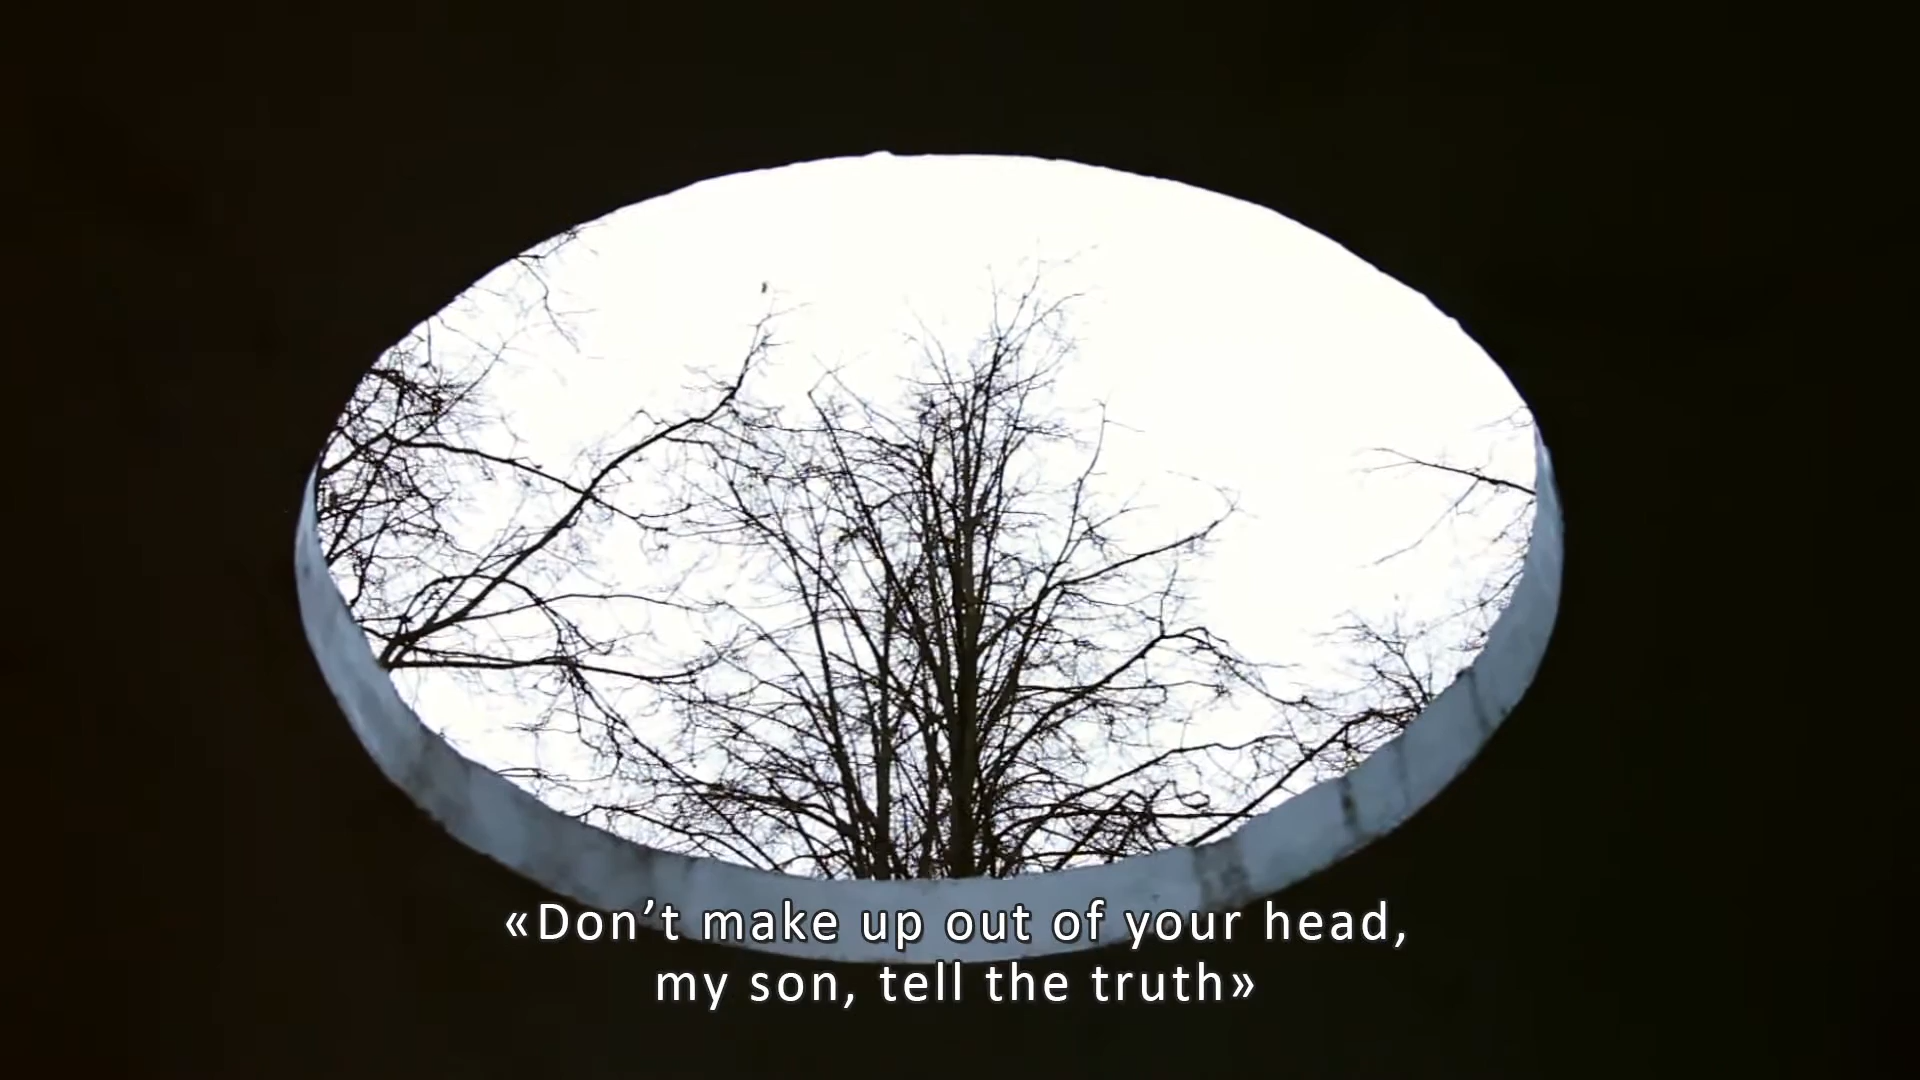 «Don’t make up out of your head,
my son, tell the truth»